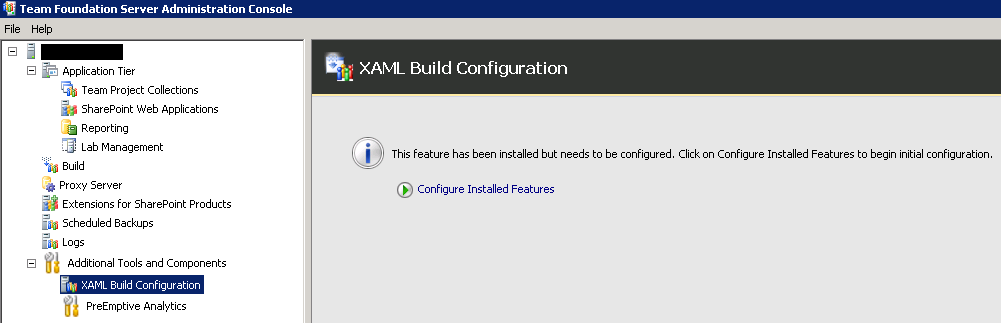 Team Foundation Server Administration Console
File Help
Application Tier
Team Project Collections
SharePoint Web Applications
Reporting
Lab Management
Build
Proxy Server
Extensions for SharePoint Products
Scheduled Backups
Logs
Additional Tools and Components
XAML Build Configuration
PreEmptive Analytics
XAML Build Configuration
This feature has been installed but needs to be configured. Click on Configure Installed Features to begin initial configuration.
Configure Installed Features